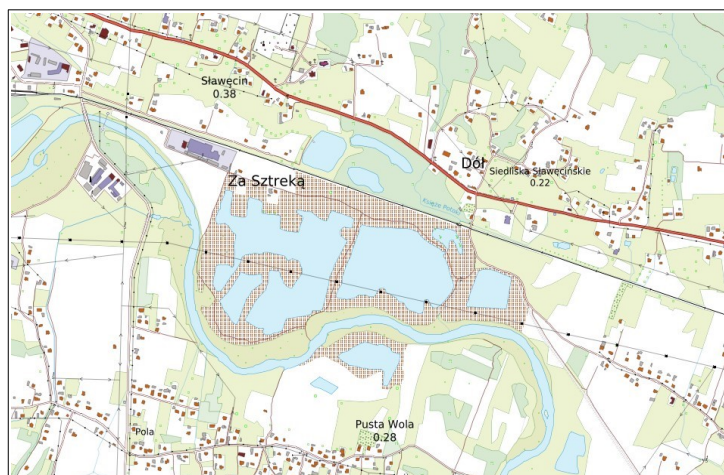 Sławęcin
0.38
Dół
Siedliska Sławęcińskie
0.22
Za Sztreką
Pusta Wola
0.28
Pola